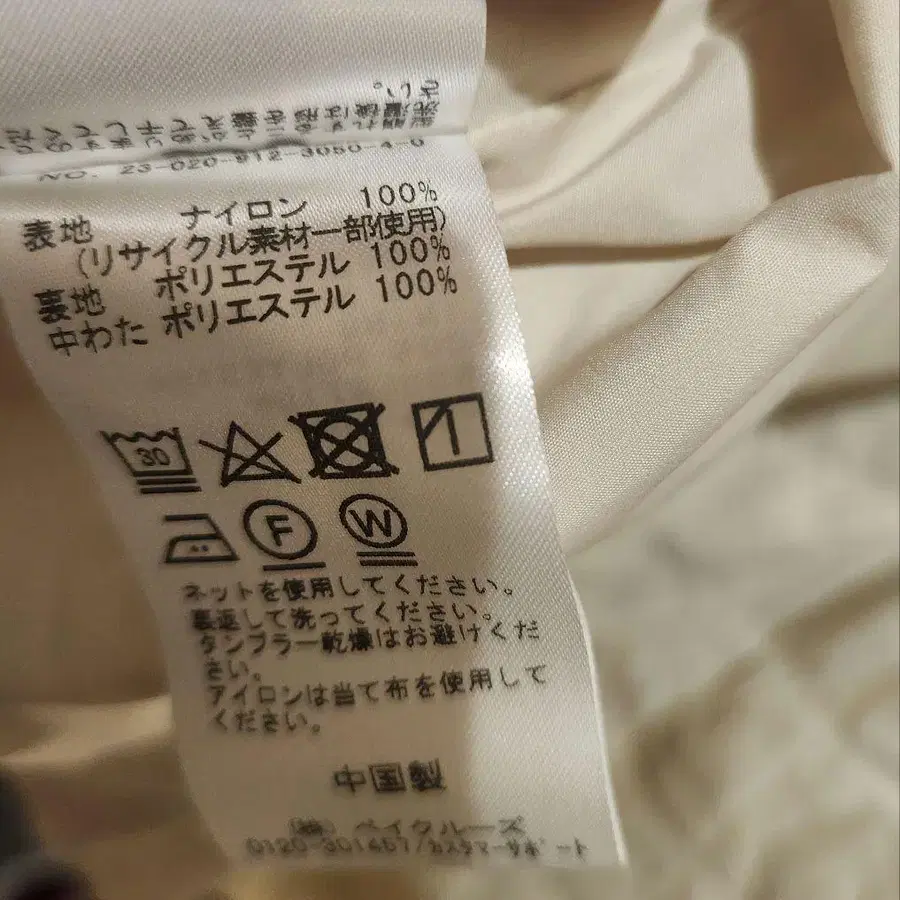 NO. 23-020-912-3050-4-0
表地 ナイロン 100%
(リサイクル素材一部使用)
裏地 ポリエステル 100%
中わた ポリエステル 100%
30
F W
ネットを使用してください。
裏返して洗ってください。
タンブラー乾燥はお避けくだ
さい。
アイロンは当て布を使用して
ください。
中国製
(株) ベイクルーズ
0120-301457/カスタマーサポート